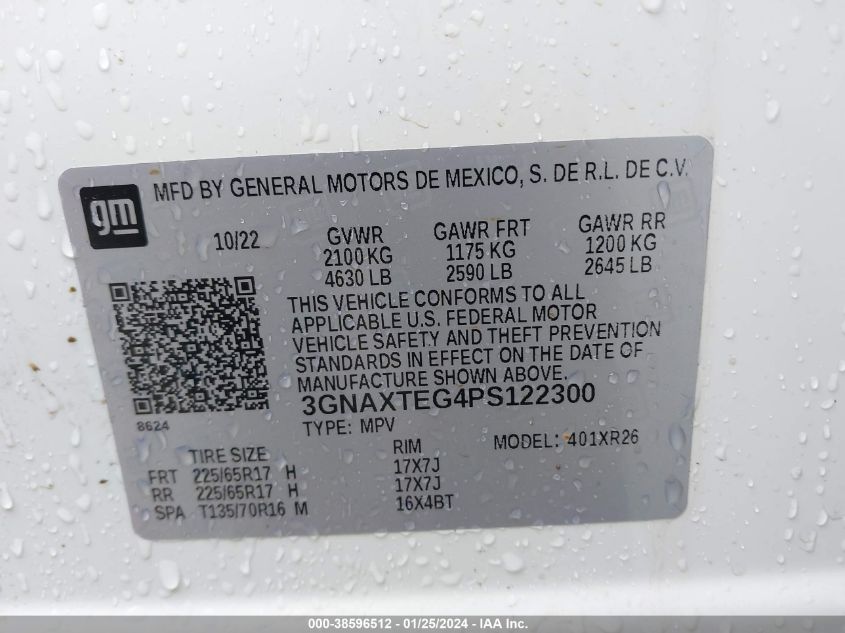 gm
MFD BY GENERAL MOTORS DE MEXICO, S. DE R.L. DE C.V.
10/22
GVWR GAWR FRT GAWR RR
2100 KG 1175 KG 1200 KG
4630 LB 2590 LB 2645 LB
THIS VEHICLE CONFORMS TO ALL
APPLICABLE U.S. FEDERAL MOTOR
VEHICLE SAFETY AND THEFT PREVENTION
STANDARDS IN EFFECT ON THE DATE OF
MANUFACTURE SHOWN ABOVE.
3GNAXTEG4PS122300
8624
TYPE: MPV MODEL: 401XR26
TIRE SIZE RIM
FRT 225/65R17 H 17X7J
RR 225/65R17 H 17X7J
SPA T135/70R16 M 16X4BT
000-38596512 - 01/25/2024 - IAA Inc.